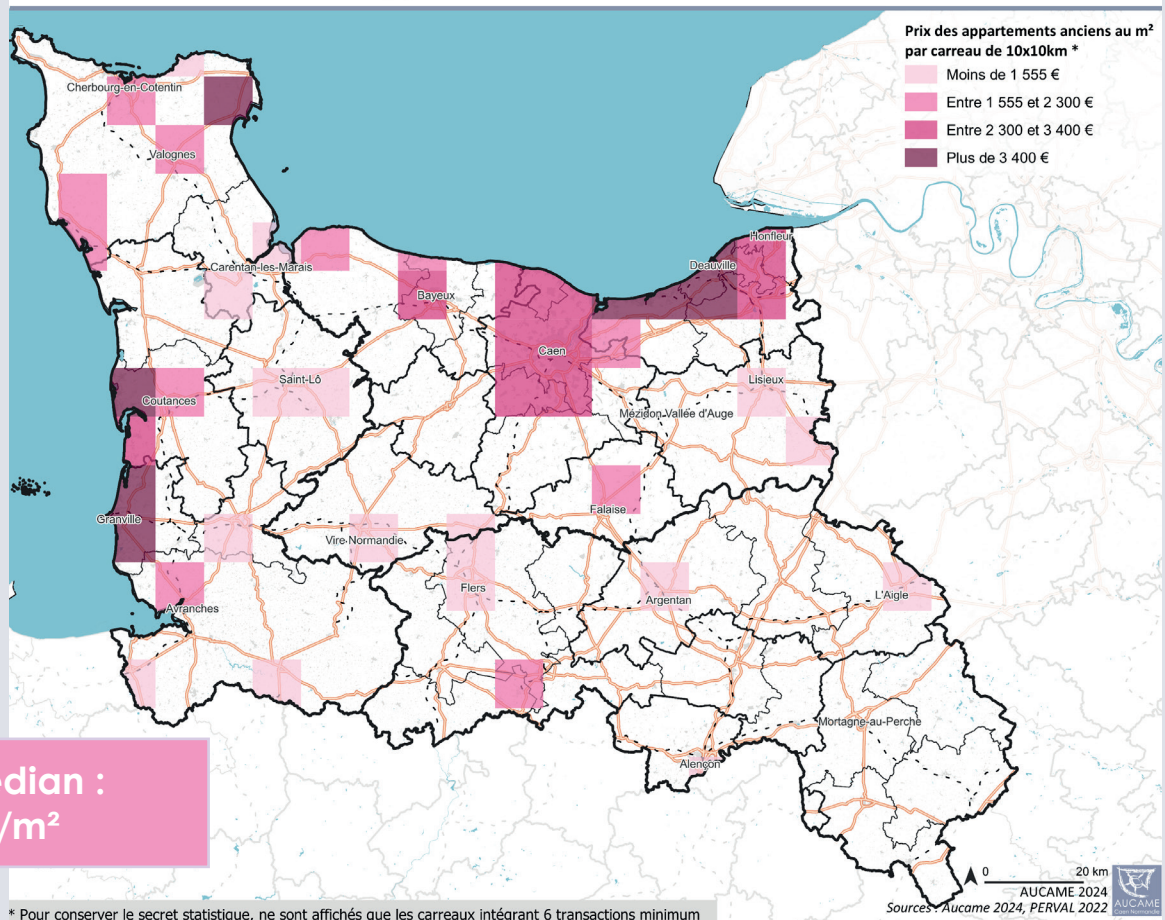 Prix des appartements anciens au m²
par carreau de 10x10km *
Moins de 1 555 €
Entre 1 555 et 2 300 €
Entre 2 300 et 3 400 €
Plus de 3 400 €
Cherbourg-en-Cotentin
Valognes
Honfleur
Deauville
Carentan-les-Marais
Bayeux
Caen
Saint-Lô
Lisieux
Coutances
Mézidon Vallée d'Auge
Falaise
Granville
Vire-Normandie
Flers
Argentan
L'Aigle
Avranches
Mortagne-au-Perche
Alençon
dian :
/m²
0 20 km
AUCAME 2024
Sources : Aucame 2024, PERVAL 2022
AUCAME
Caen Normandie
* Pour conserver le secret statistique, ne sont affichés que les carreaux intégrant 6 transactions minimum